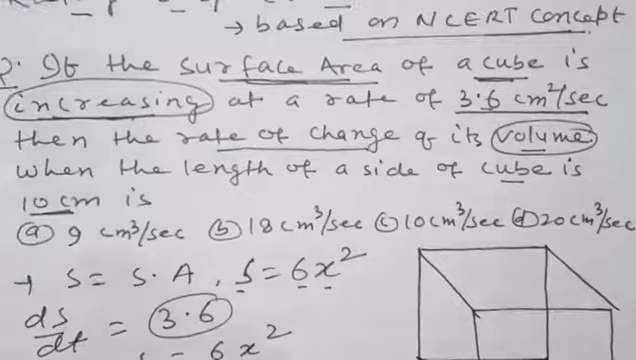 → based on NCERT Concept
Q. If the surface Area of a cube is
increasing at a rate of 3.6 cm²/sec
then the rate of change of its volume
when the length of a side of cube is
10 cm is
(a) 9 cm³/sec (b) 18 cm³/sec (c) 10 cm³/sec (d) 20 cm³/sec
→ S = S.A, S = 6x²
ds/dt = 3.6
= 6x²